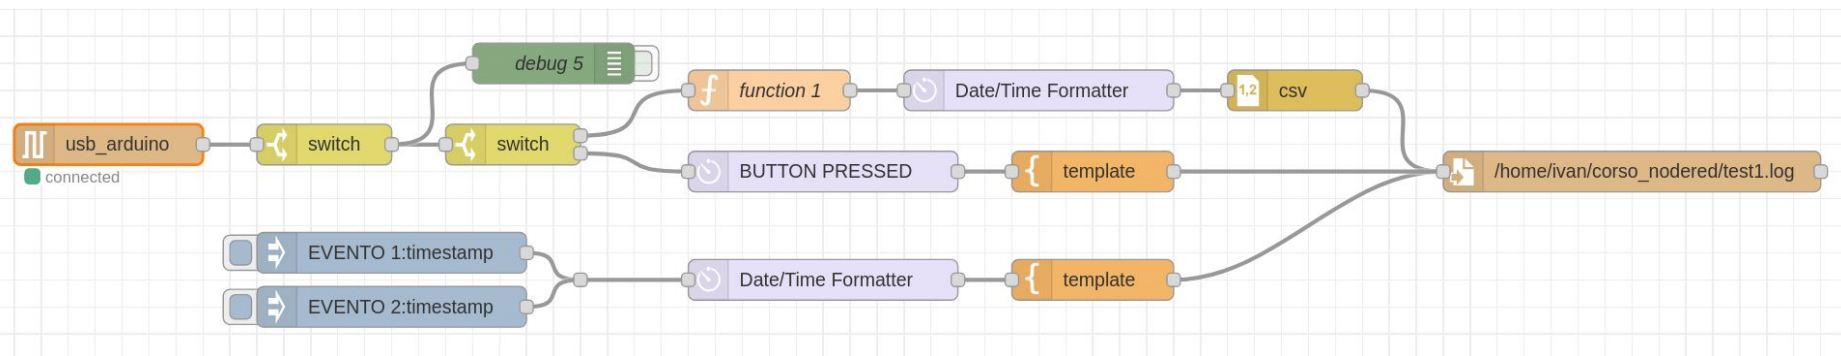 debug 5
function 1
Date/Time Formatter
1,2
csv
usb_arduino
switch
switch
connected
BUTTON PRESSED
template
/home/ivan/corso_nodered/test1.log
EVENTO 1:timestamp
Date/Time Formatter
template
EVENTO 2:timestamp